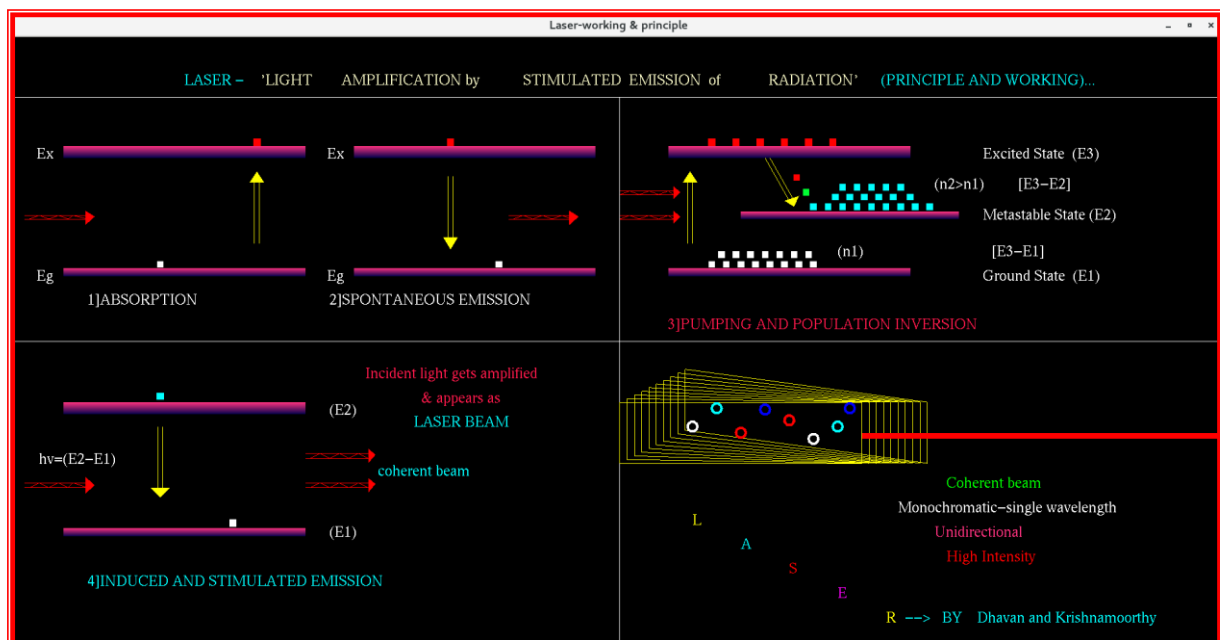 Laser-working & principle
LASER – 'LIGHT AMPLIFICATION by STIMULATED EMISSION of RADIATION' (PRINCIPLE AND WORKING)...
Ex
Eg
1]ABSORPTION
Ex
Eg
2]SPONTANEOUS EMISSION
Excited State (E3)
(n2>n1) [E3–E2]
Metastable State (E2)
(n1) [E3–E1]
Ground State (E1)
3]PUMPING AND POPULATION INVERSION
Incident light gets amplified
& appears as
LASER BEAM
(E2)
hv=(E2–E1)
coherent beam
(E1)
4]INDUCED AND STIMULATED EMISSION
Coherent beam
Monochromatic–single wavelength
Unidirectional
High Intensity
L
A
S
E
R --> BY Dhavan and Krishnamoorthy